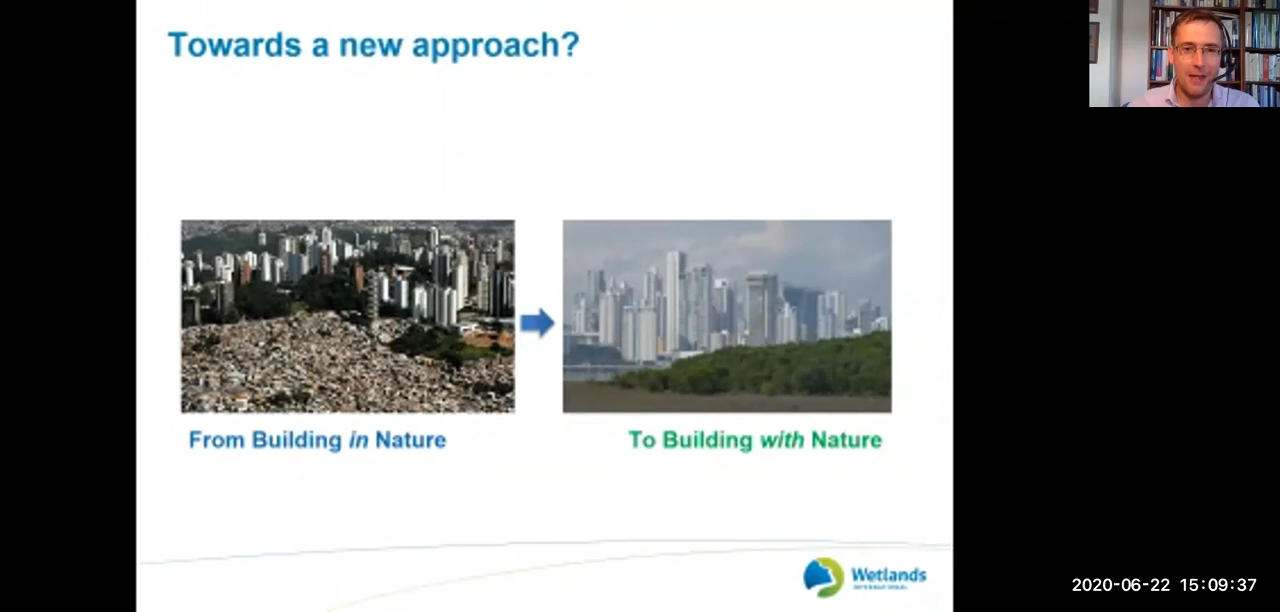 Towards a new approach?
From Building in Nature
To Building with Nature
Wetlands
INTERNATIONAL
2020-06-22 15:09:37